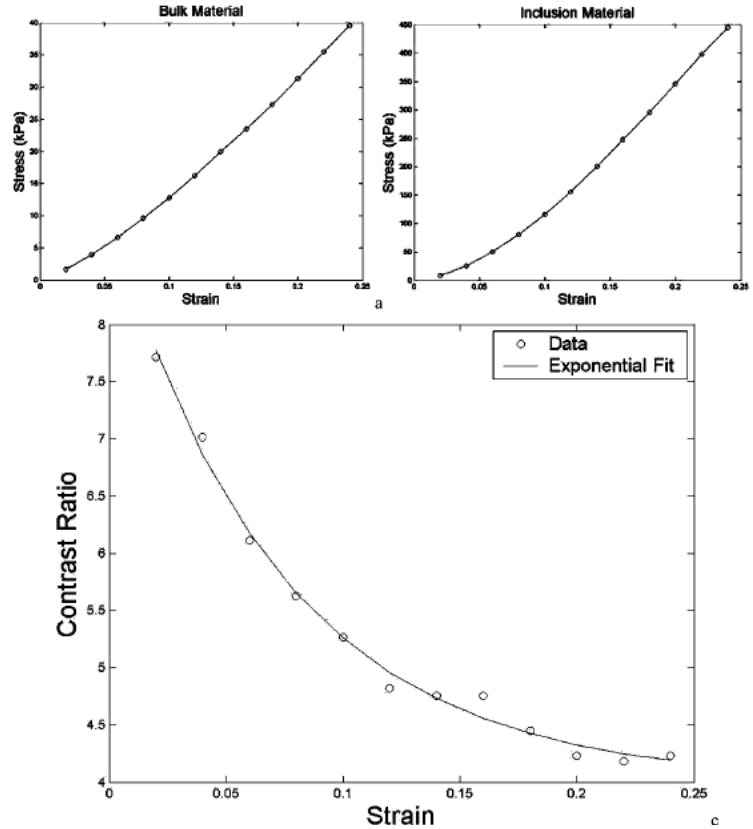 Bulk Material
Stress (kPa)
40
35
30
25
20
15
10
5
0
0 0.05 0.1 0.15 0.2 0.25
Strain
a
Inclusion Material
Stress (kPa)
450
400
350
300
250
200
150
100
50
0
0 0.05 0.1 0.15 0.2 0.25
Strain
Contrast Ratio
8
7.5
7
6.5
6
5.5
5
4.5
4
Data
Exponential Fit
0 0.05 0.1 0.15 0.2 0.25
Strain
c